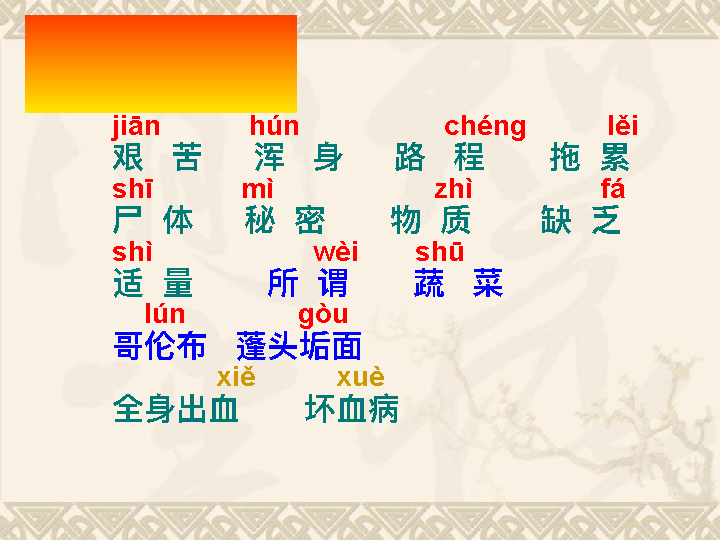 jiān hún chéng lěi
艰 苦 浑 身 路 程 拖 累
shī mì zhì fá
尸 体 秘 密 物 质 缺 乏
shì wèi shū
适 量 所 谓 蔬 菜
lún gòu
哥伦布 蓬头垢面
xiě xuè
全身出血 坏血病